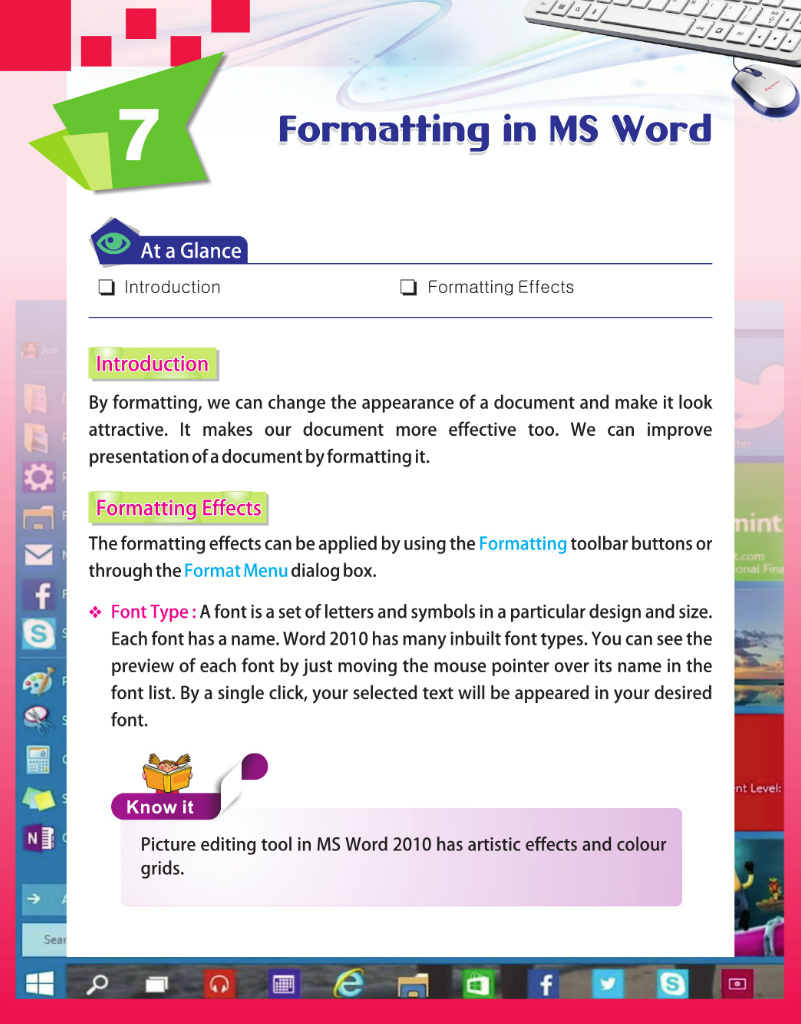 7
Formatting in MS Word
At a Glance
❑ Introduction
❑ Formatting Effects
Introduction
By formatting, we can change the appearance of a document and make it look
attractive. It makes our document more effective too. We can improve
presentation of a document by formatting it.
Formatting Effects
The formatting effects can be applied by using the Formatting toolbar buttons or
through the Format Menu dialog box.
❖ Font Type : A font is a set of letters and symbols in a particular design and size.
Each font has a name. Word 2010 has many inbuilt font types. You can see the
preview of each font by just moving the mouse pointer over its name in the
font list. By a single click, your selected text will be appeared in your desired
font.
Know it
Picture editing tool in MS Word 2010 has artistic effects and colour
grids.
mint
t.com
onal Fina
nt Level:
Sear